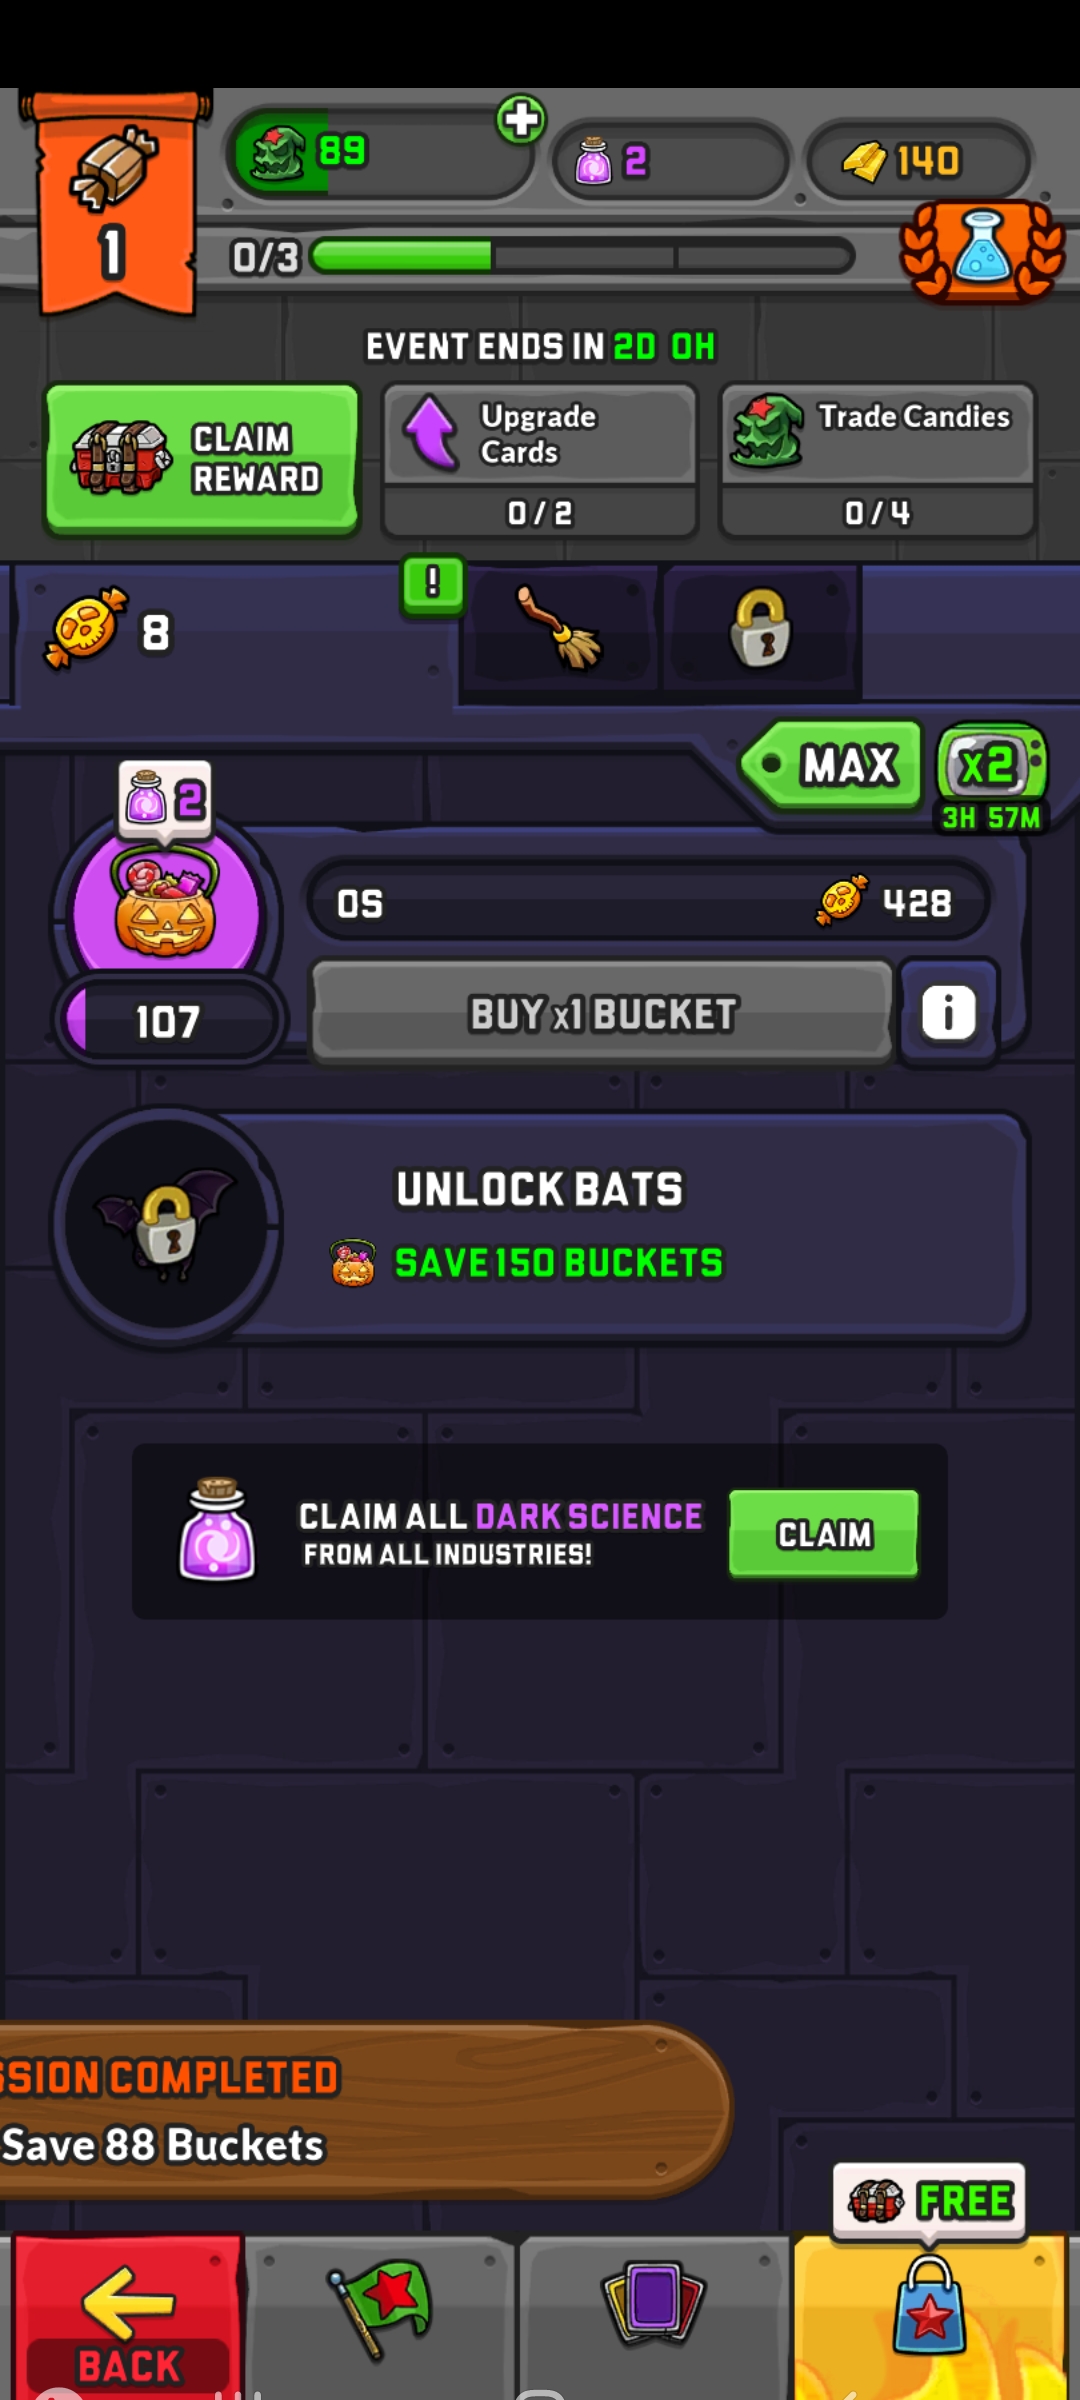 89
2
140
1
0/3
EVENT ENDS IN 2D 0H
CLAIM
REWARD
Upgrade
Cards
0/2
Trade Candies
0/4
8
!
MAX
x2
3H 57M
2
0S
428
107
BUY x1 BUCKET
i
UNLOCK BATS
SAVE 150 BUCKETS
CLAIM ALL DARK SCIENCE
FROM ALL INDUSTRIES!
CLAIM
SSION COMPLETED
Save 88 Buckets
FREE
BACK